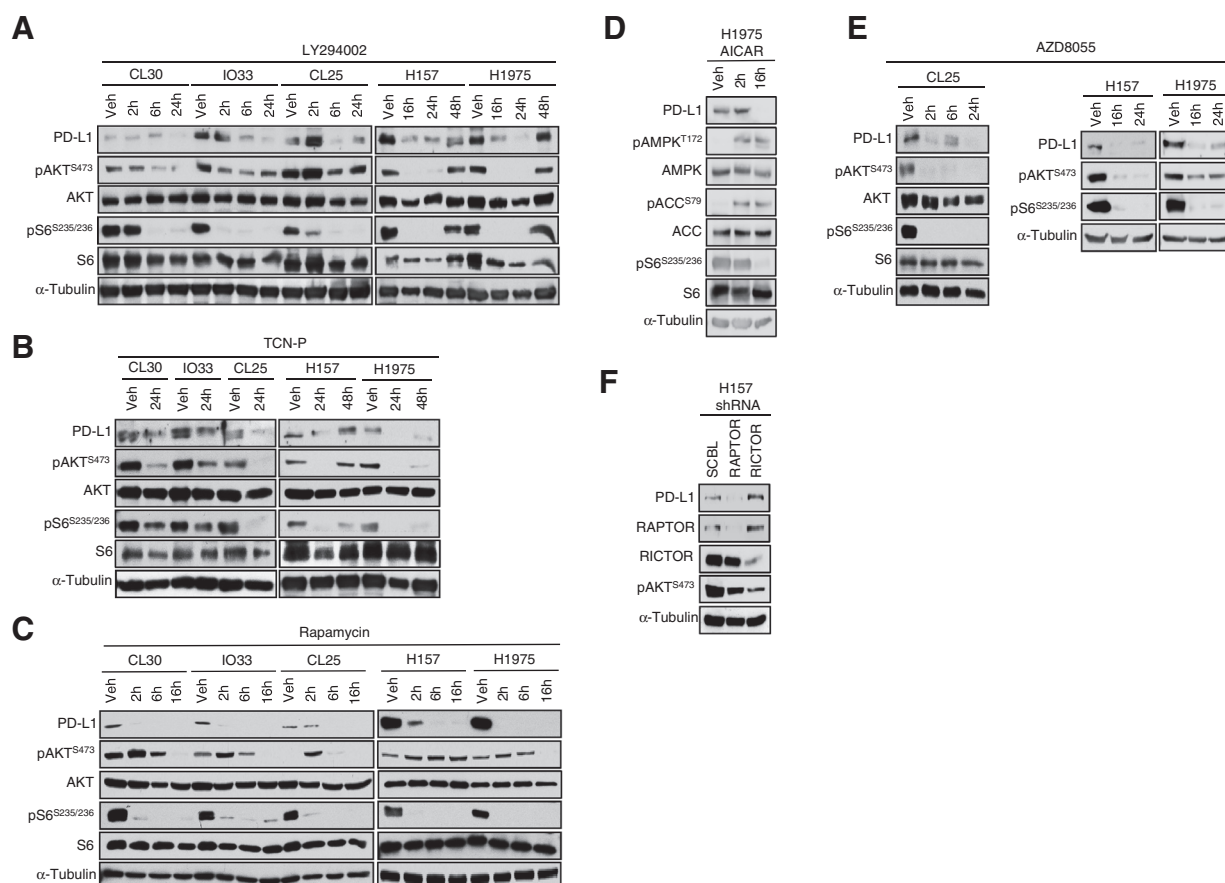 A
LY294002
CL30 IO33 CL25 H157 H1975
Veh 2h 6h 24h Veh 2h 6h 24h Veh 2h 6h 24h Veh 16h 24h 48h Veh 16h 24h 48h
PD-L1
pAKTS473
AKT
pS6S235/236
S6
α-Tubulin
B
TCN-P
CL30 IO33 CL25 H157 H1975
Veh 24h Veh 24h Veh 24h Veh 24h 48h Veh 24h 48h
PD-L1
pAKTS473
AKT
pS6S235/236
S6
α-Tubulin
C
Rapamycin
CL30 IO33 CL25 H157 H1975
Veh 2h 6h 16h Veh 2h 6h 16h Veh 2h 6h 16h Veh 2h 6h 16h Veh 2h 6h 16h
PD-L1
pAKTS473
AKT
pS6S235/236
S6
α-Tubulin
D
H1975
AICAR
Veh 2h 16h
PD-L1
pAMPKT172
AMPK
pACCS79
ACC
pS6S235/236
S6
α-Tubulin
E
AZD8055
CL25
Veh 2h 6h 24h
PD-L1
pAKTS473
AKT
pS6S235/236
S6
α-Tubulin
H157 H1975
Veh 16h 24h Veh 16h 24h
PD-L1
pAKTS473
pS6S235/236
α-Tubulin
F
H157
shRNA
SCBL RAPTOR RICTOR
PD-L1
RAPTOR
RICTOR
pAKTS473
α-Tubulin